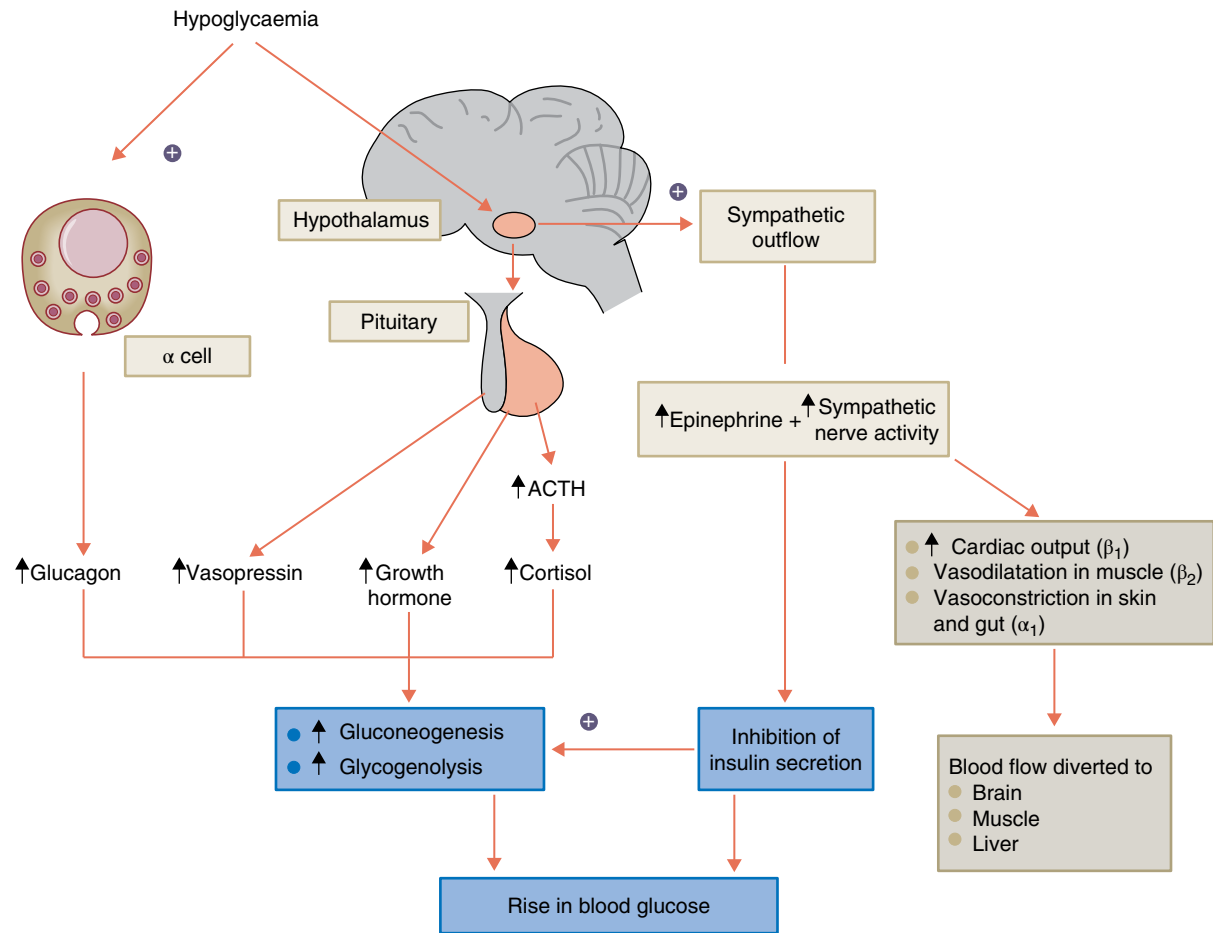 Hypoglycaemia
+
+
Hypothalamus
Sympathetic
outflow
Pituitary
α cell
Epinephrine + Sympathetic
nerve activity
ACTH
Glucagon
Vasopressin
Growth
hormone
Cortisol
Cardiac output (β₁)
Vasodilatation in muscle (β₂)
Vasoconstriction in skin
and gut (α₁)
Gluconeogenesis
Glycogenolysis
+
Inhibition of
insulin secretion
Blood flow diverted to
Brain
Muscle
Liver
Rise in blood glucose